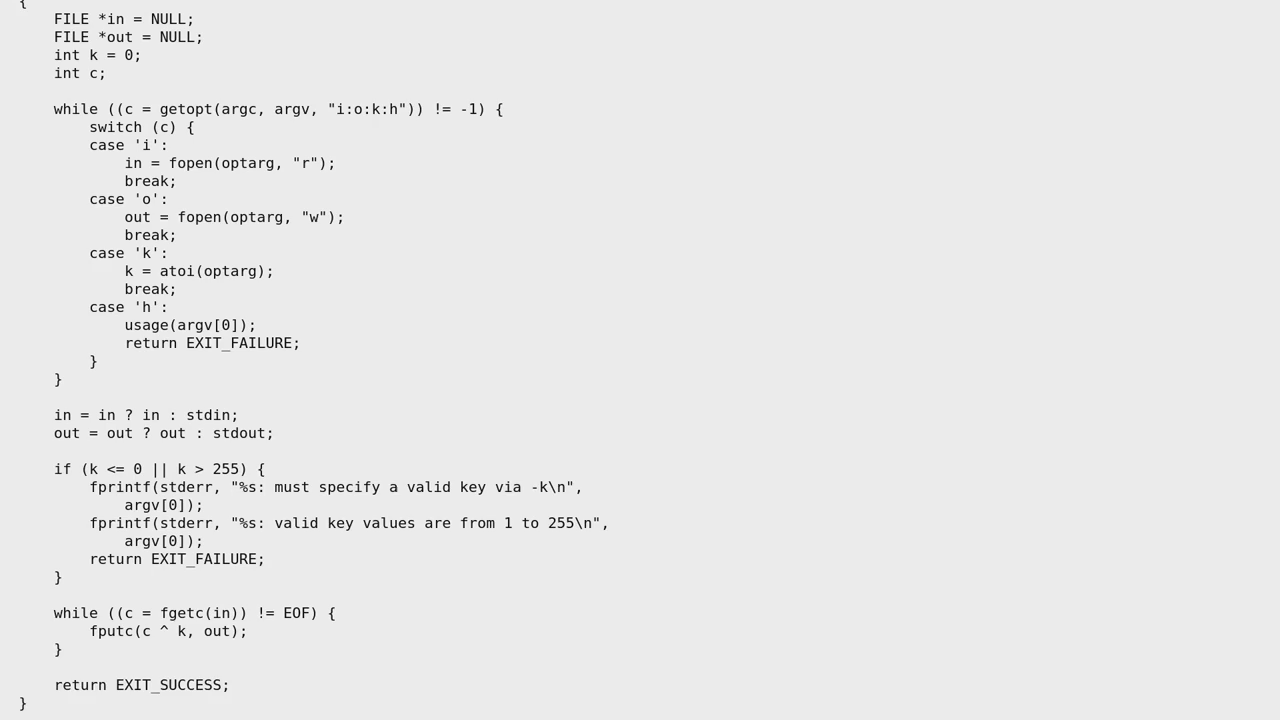 {
    FILE *in = NULL;
    FILE *out = NULL;
    int k = 0;
    int c;

    while ((c = getopt(argc, argv, "i:o:k:h")) != -1) {
        switch (c) {
        case 'i':
            in = fopen(optarg, "r");
            break;
        case 'o':
            out = fopen(optarg, "w");
            break;
        case 'k':
            k = atoi(optarg);
            break;
        case 'h':
            usage(argv[0]);
            return EXIT_FAILURE;
        }
    }

    in = in ? in : stdin;
    out = out ? out : stdout;

    if (k <= 0 || k > 255) {
        fprintf(stderr, "%s: must specify a valid key via -k\n",
            argv[0]);
        fprintf(stderr, "%s: valid key values are from 1 to 255\n",
            argv[0]);
        return EXIT_FAILURE;
    }

    while ((c = fgetc(in)) != EOF) {
        fputc(c ^ k, out);
    }

    return EXIT_SUCCESS;
}